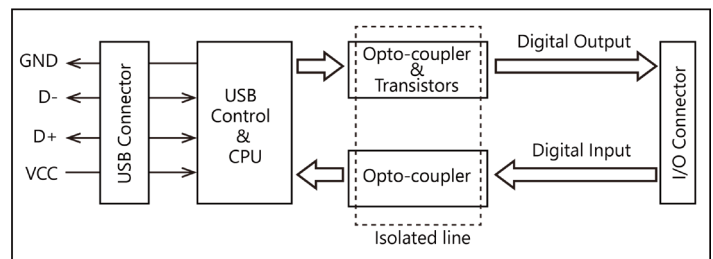 GND
D-
D+
VCC
USB Connector
USB
Control
&
CPU
Opto-coupler
&
Transistors
Opto-coupler
Isolated line
Digital Output
Digital Input
I/O Connector